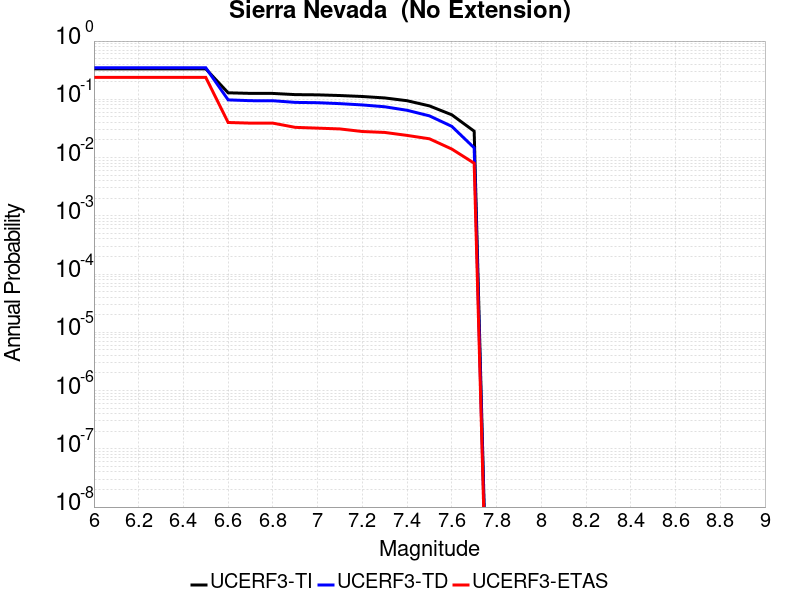 Sierra Nevada  (No Extension)
10^0
10^-1
10^-2
10^-3
10^-4
10^-5
10^-6
10^-7
10^-8
Annual Probability
6 6.2 6.4 6.6 6.8 7 7.2 7.4 7.6 7.8 8 8.2 8.4 8.6 8.8 9
Magnitude
UCERF3-TI UCERF3-TD UCERF3-ETAS